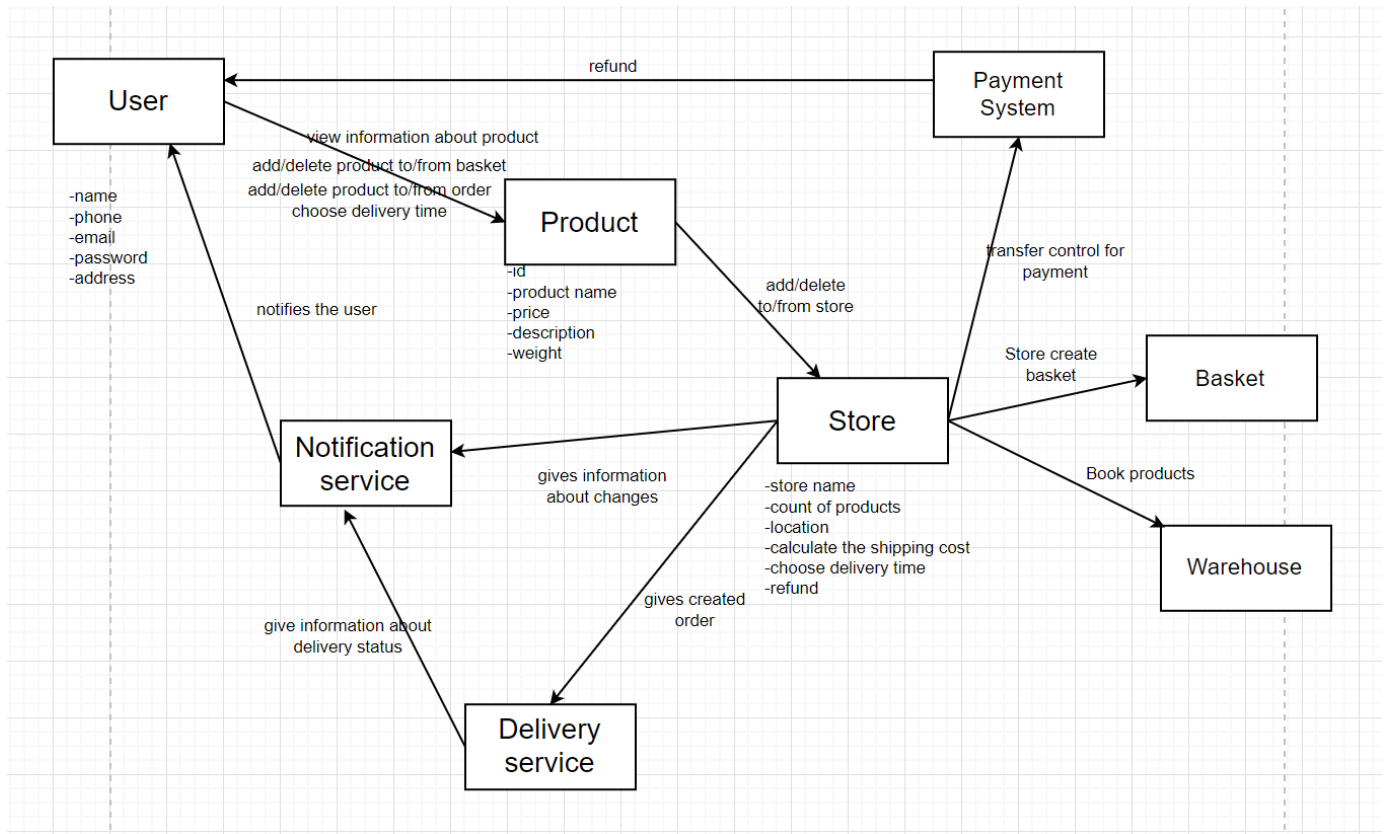 refund
User
Payment
System
view information about product
add/delete product to/from basket
add/delete product to/from order
choose delivery time
-name
-phone
-email
-password
-address
Product
-id
-product name
-price
-description
-weight
transfer control for
payment
add/delete
to/from store
notifies the user
Store create
basket
Basket
Store
Notification
service
gives information
about changes
Book products
-store name
-count of products
-location
-calculate the shipping cost
-choose delivery time
-refund
Warehouse
gives created
order
give information about
delivery status
Delivery
service